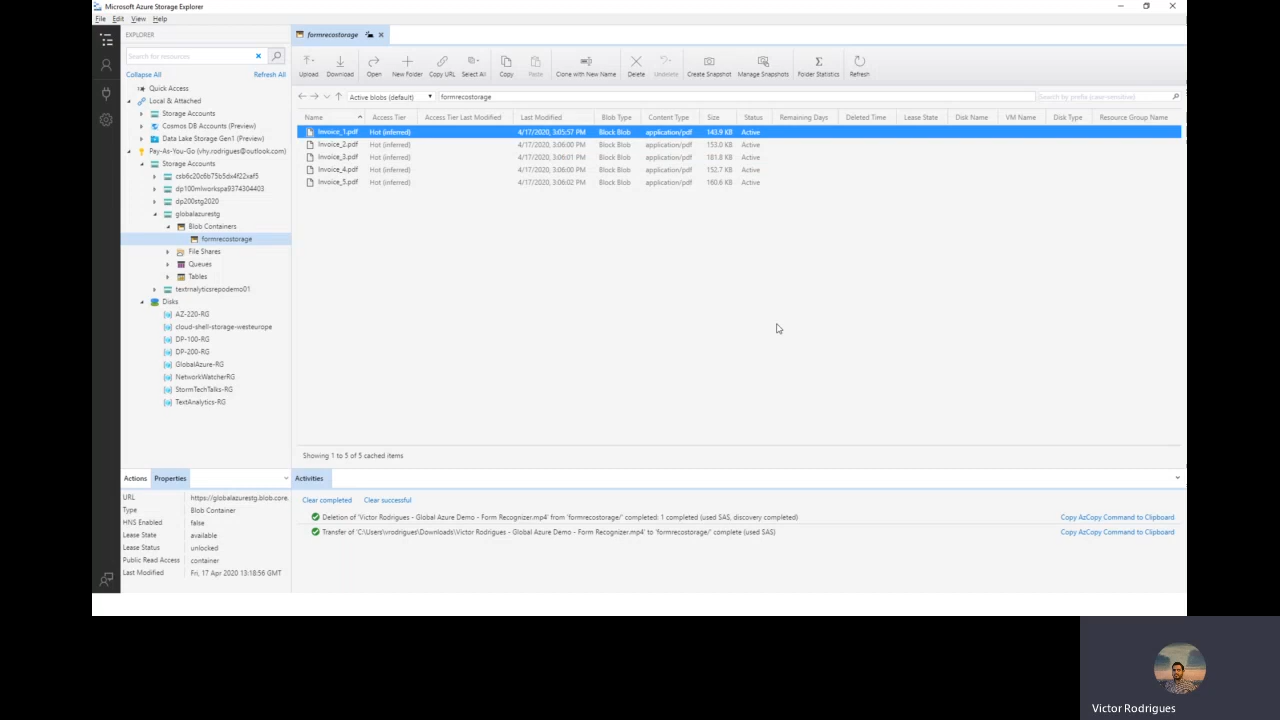 Microsoft Azure Storage Explorer
File Edit View Help
EXPLORER
Search for resources
Collapse All Refresh All
Quick Access
Local & Attached
Storage Accounts
Cosmos DB Accounts (Preview)
Data Lake Storage Gen1 (Preview)
Pay-As-You-Go (vhy.rodrigues@outlook.com)
Storage Accounts
csb6c20c6b75b5dx4f22xaf5
dp100mlworkspa9374304403
dp200stg2020
globalazurestg
Blob Containers
formrecostorage
File Shares
Queues
Tables
Disks
AZ-220-RG
cloud-shell-storage-westeurope
DP-100-RG
DP-200-RG
GlobalAzure-RG
NetworkWatcherRG
StormTechTalks-RG
TextAnalytics-RG
formrecostorage
Upload Download Open New Folder Copy URL Select All Copy Paste Clone with New Name Delete Undelete Create Snapshot Manage Snapshots Folder Statistics Refresh
Active blobs (default) formrecostorage Search by prefix (case-sensitive)
Name Access Tier Access Tier Last Modified Last Modified Blob Type Content Type Size Status Remaining Days Deleted Time Lease State Disk Name VM Name Disk Type Resource Group Name
Invoice_1.pdf Hot (inferred) 4/17/2020, 3:05:57 PM Block Blob application/pdf 143.9 KB Active
Invoice_2.pdf Hot (inferred) 4/17/2020, 3:06:00 PM Block Blob application/pdf 153.0 KB Active
Invoice_3.pdf Hot (inferred) 4/17/2020, 3:06:01 PM Block Blob application/pdf 181.8 KB Active
Invoice_4.pdf Hot (inferred) 4/17/2020, 3:06:00 PM Block Blob application/pdf 152.7 KB Active
Invoice_5.pdf Hot (inferred) 4/17/2020, 3:06:02 PM Block Blob application/pdf 160.6 KB Active
Showing 1 to 5 of 5 cached items
Actions Properties
URL https://globalazurestg.blob.core.
Type Blob Container
HNS Enabled false
Lease State available
Lease Status unlocked
Public Read Access container
Last Modified Fri, 17 Apr 2020 13:18:56 GMT
Activities
Clear completed Clear successful
Deletion of 'Victor Rodrigues - Global Azure Demo - Form Recognizer.mp4' from 'formrecostorage/' completed: 1 completed (used SAS, discovery completed) Copy AzCopy Command to Clipboard
Transfer of 'C:\Users\vrodrigues\Downloads\Victor Rodrigues - Global Azure Demo - Form Recognizer.mp4' to 'formrecostorage/' complete (used SAS) Copy AzCopy Command to Clipboard
Victor Rodrigues